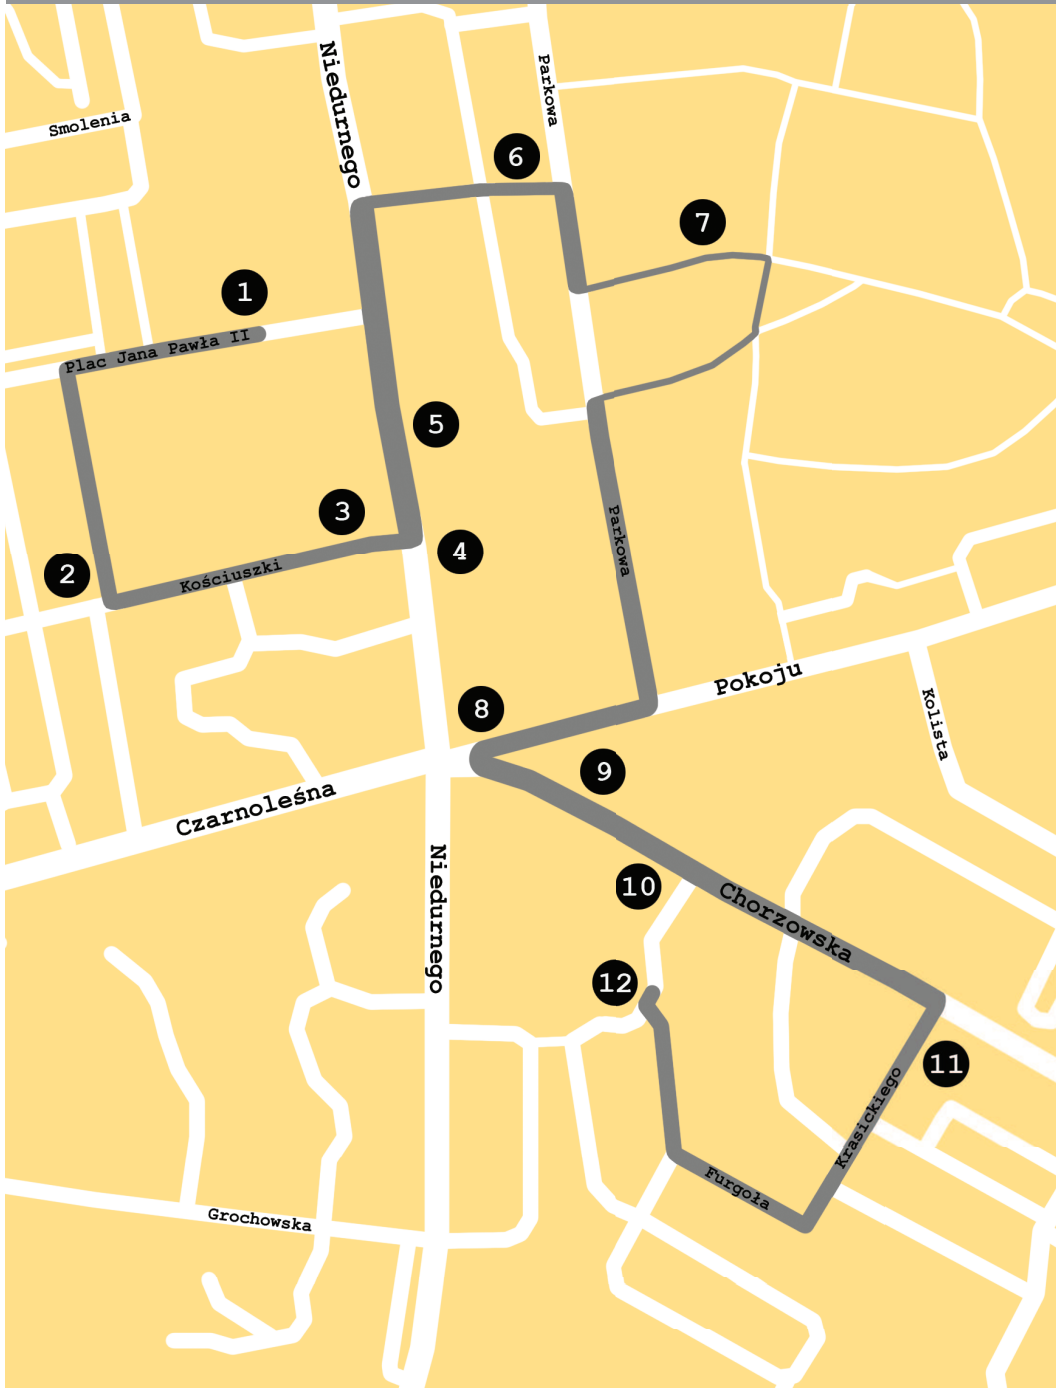 Niedurnego
Parkowa
Smolenia
6
7
1
Plac Jana Pawła II
5
3
4
2
Kościuszki
Parkowa
8
Pokoju
Kolista
9
Czarnoleśna
Niedurnego
10
Chorzowska
12
11
Krasickiego
Furgoła
Grochowska